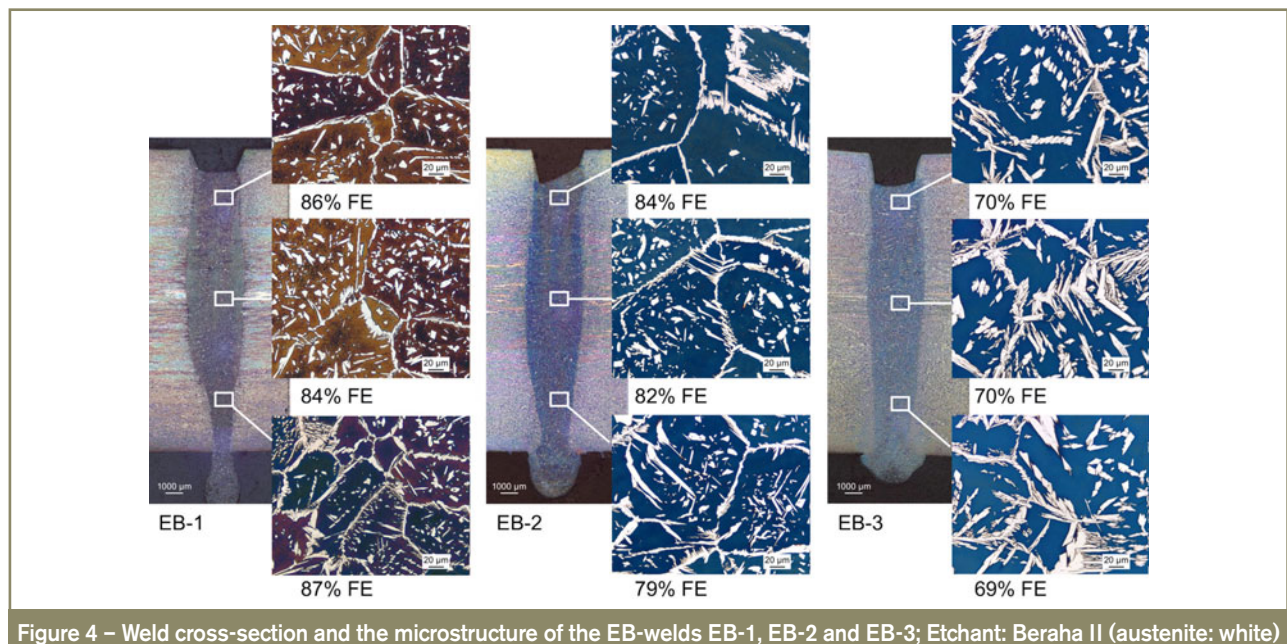 20 µm
20 µm
20 µm
86% FE
84% FE
70% FE
20 µm
20 µm
20 µm
84% FE
82% FE
70% FE
1000 µm
1000 µm
1000 µm
EB-1
EB-2
EB-3
20 µm
20 µm
20 µm
87% FE
79% FE
69% FE
Figure 4 – Weld cross-section and the microstructure of the EB-welds EB-1, EB-2 and EB-3; Etchant: Beraha II (austenite: white)